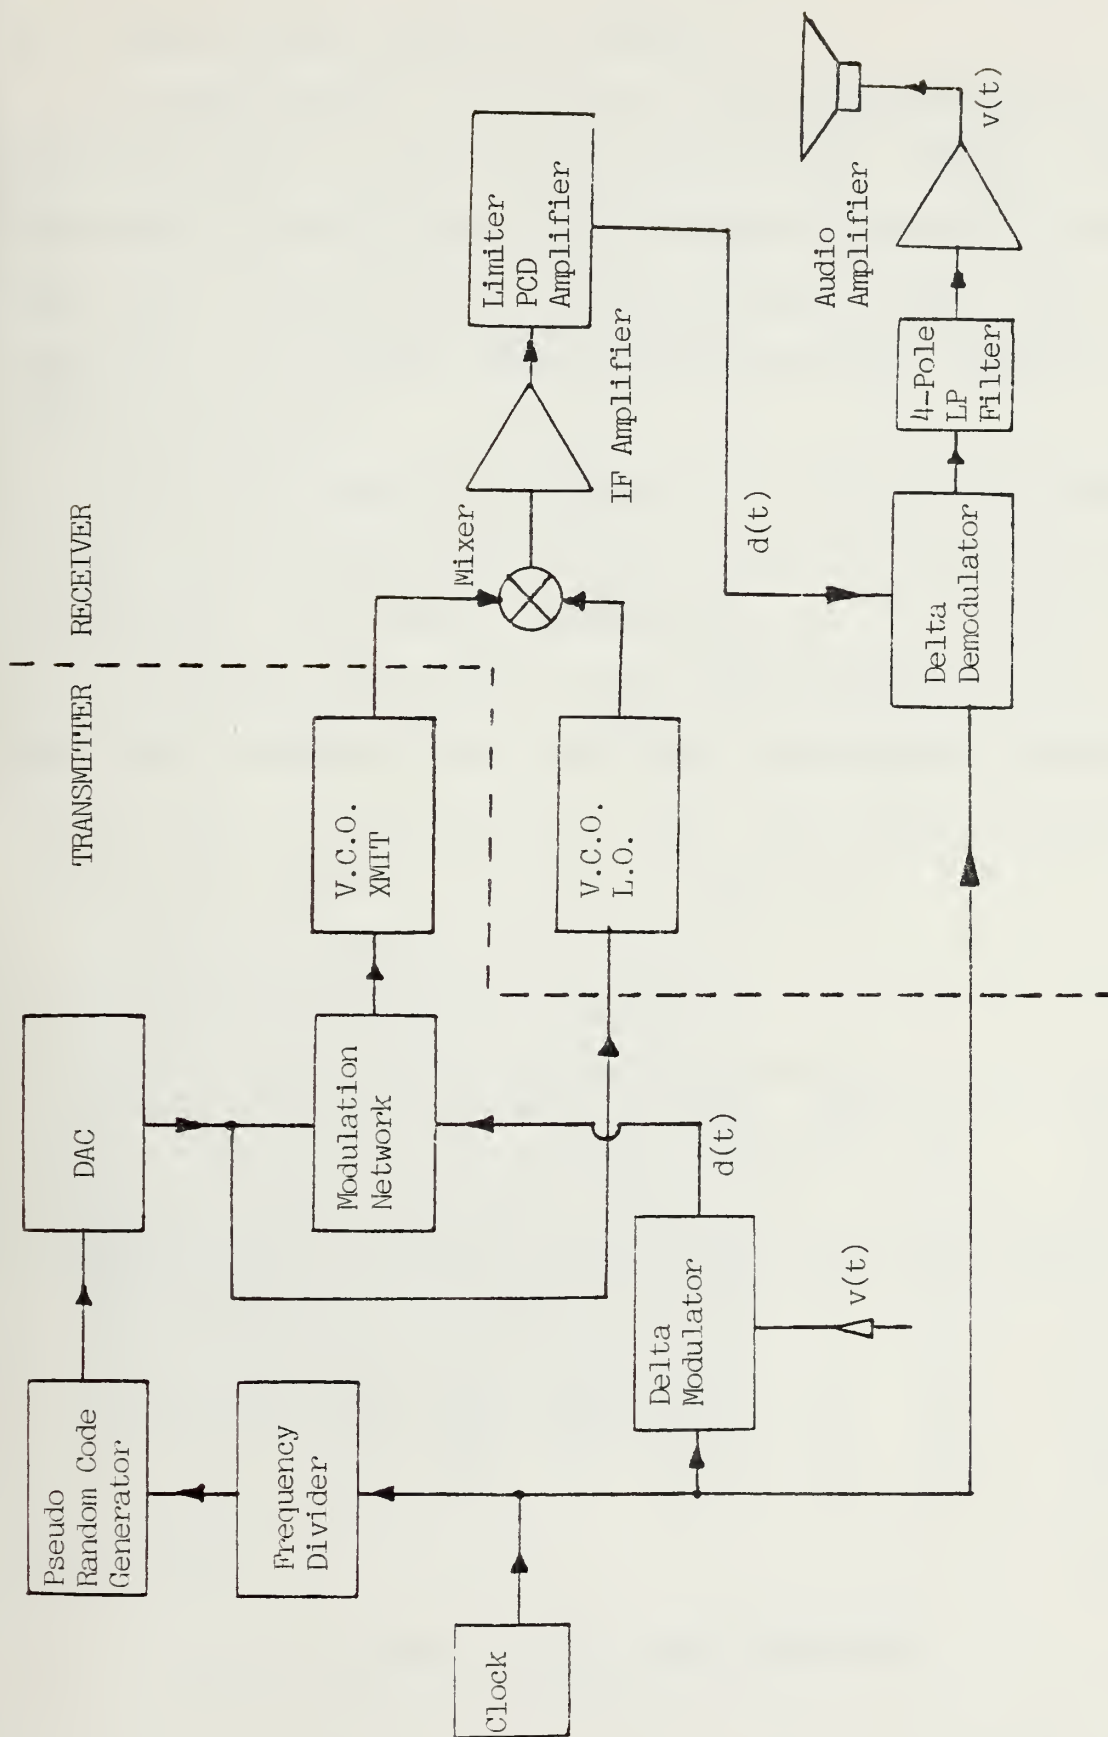 TRANSMITTER
RECEIVER
Pseudo
Random Code
Generator
DAC
Frequency
Divider
Modulation
Network
V.C.O.
XMIT
Mixer
IF Amplifier
Limiter
PCD
Amplifier
Clock
Delta
Modulator
d(t)
v(t)
V.C.O.
L.O.
d(t)
Delta
Demodulator
4-Pole
LP
Filter
Audio
Amplifier
v(t)